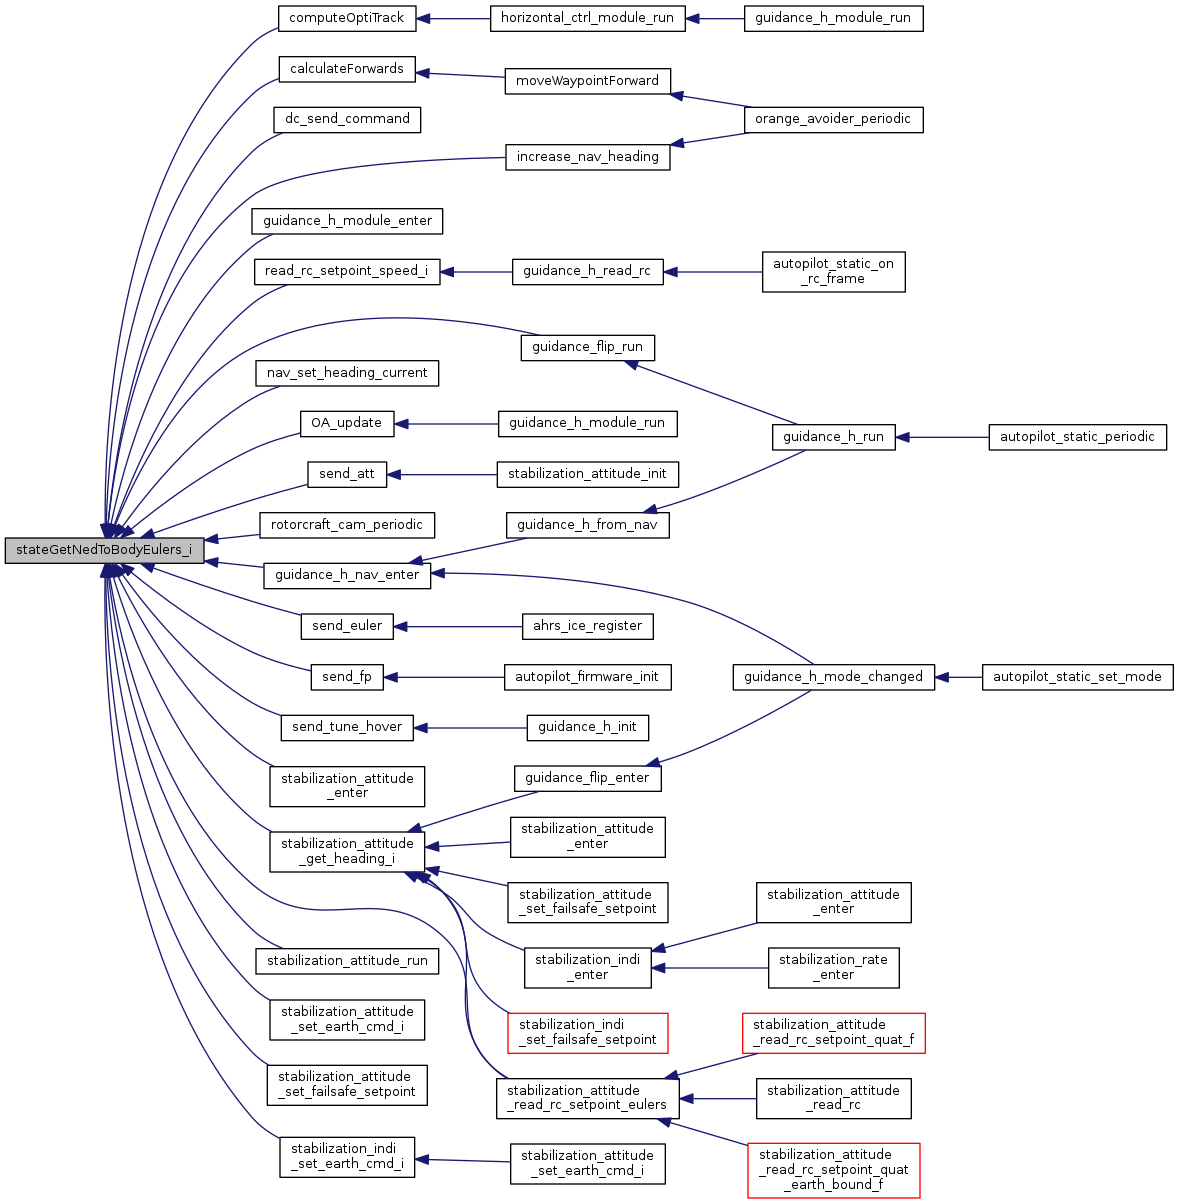 computeOptiTrack
horizontal_ctrl_module_run
guidance_h_module_run
calculateForwards
moveWaypointForward
dc_send_command
orange_avoider_periodic
increase_nav_heading
guidance_h_module_enter
read_rc_setpoint_speed_i
guidance_h_read_rc
autopilot_static_on
_rc_frame
guidance_flip_run
nav_set_heading_current
OA_update
guidance_h_module_run
guidance_h_run
autopilot_static_periodic
send_att
stabilization_attitude_init
rotorcraft_cam_periodic
guidance_h_from_nav
stateGetNedToBodyEulers_i
guidance_h_nav_enter
send_euler
ahrs_ice_register
send_fp
autopilot_firmware_init
guidance_h_mode_changed
autopilot_static_set_mode
send_tune_hover
guidance_h_init
stabilization_attitude
_enter
guidance_flip_enter
stabilization_attitude
_get_heading_i
stabilization_attitude
_enter
stabilization_attitude
_set_failsafe_setpoint
stabilization_attitude
_enter
stabilization_attitude_run
stabilization_indi
_enter
stabilization_rate
_enter
stabilization_attitude
_set_earth_cmd_i
stabilization_indi
_set_failsafe_setpoint
stabilization_attitude
_read_rc_setpoint_quat_f
stabilization_attitude
_set_failsafe_setpoint
stabilization_attitude
_read_rc_setpoint_eulers
stabilization_attitude
_read_rc
stabilization_indi
_set_earth_cmd_i
stabilization_attitude
_set_earth_cmd_i
stabilization_attitude
_read_rc_setpoint_quat
_earth_bound_f